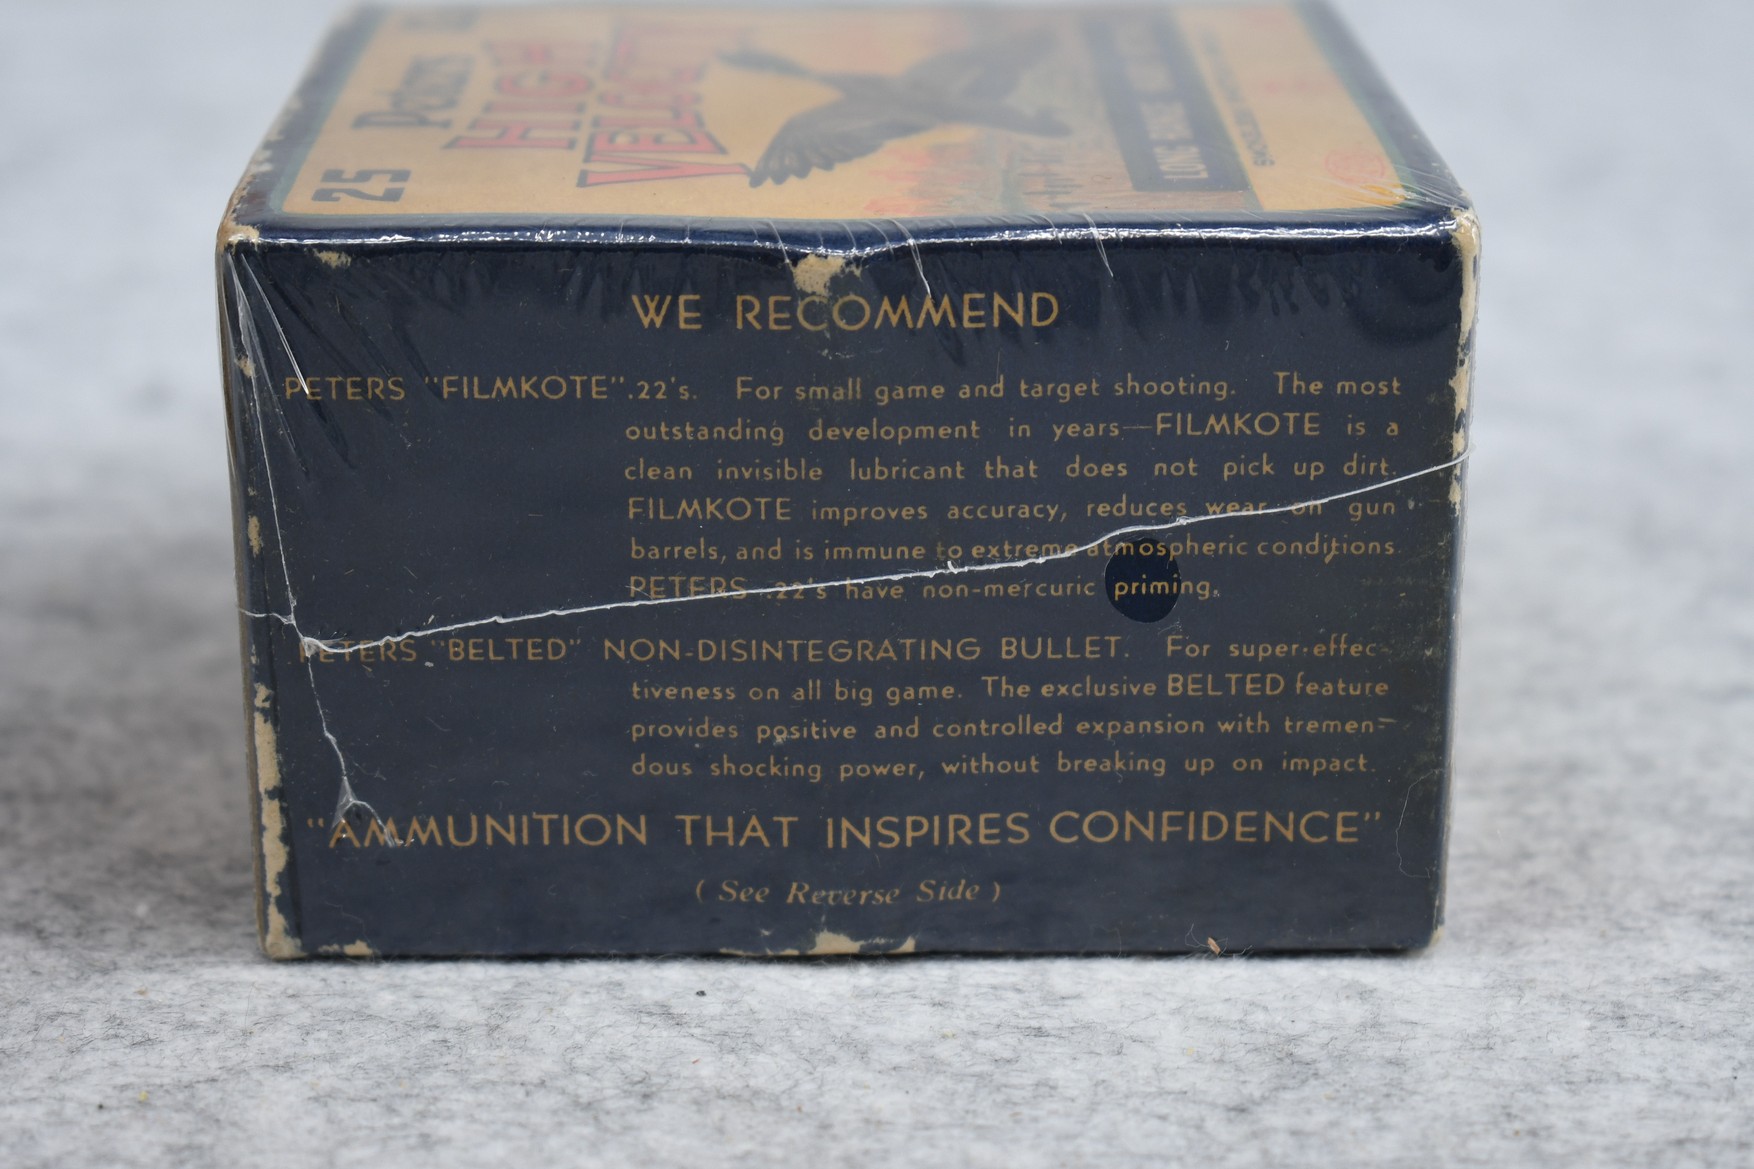 25 Peters
HIGH
VELOCITY
LONG RANGE
WE RECOMMEND
PETERS "FILMKOTE" .22's. For small game and target shooting. The most
outstanding development in years—FILMKOTE is a
clean invisible lubricant that does not pick up dirt.
FILMKOTE improves accuracy, reduces wear on gun
barrels, and is immune to extreme atmospheric conditions.
PETERS .22's have non-mercuric priming.
PETERS "BELTED" NON-DISINTEGRATING BULLET. For super-effec-
tiveness on all big game. The exclusive BELTED feature
provides positive and controlled expansion with tremen-
dous shocking power, without breaking up on impact.
"AMMUNITION THAT INSPIRES CONFIDENCE"
(See Reverse Side)